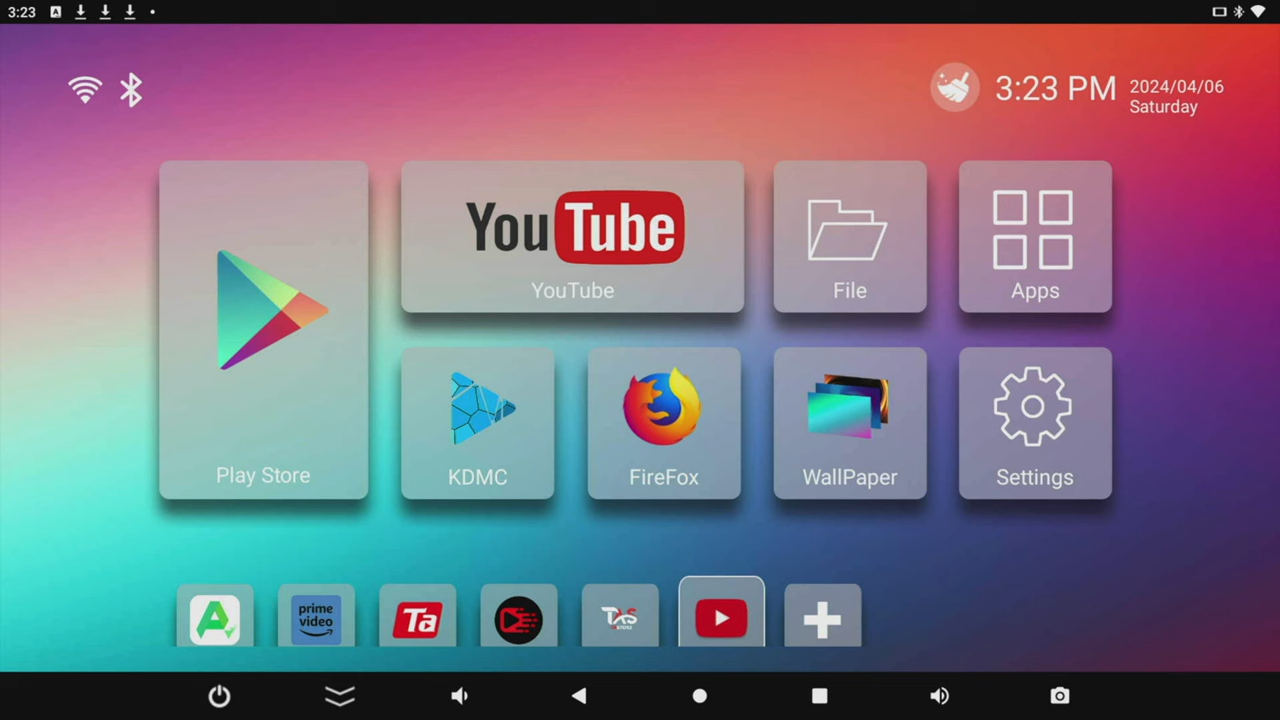 3:23
A
3:23 PM
2024/04/06
Saturday
YouTube
YouTube
File
Apps
Play Store
KDMC
FireFox
WallPaper
Settings
prime video
Ta
TAS